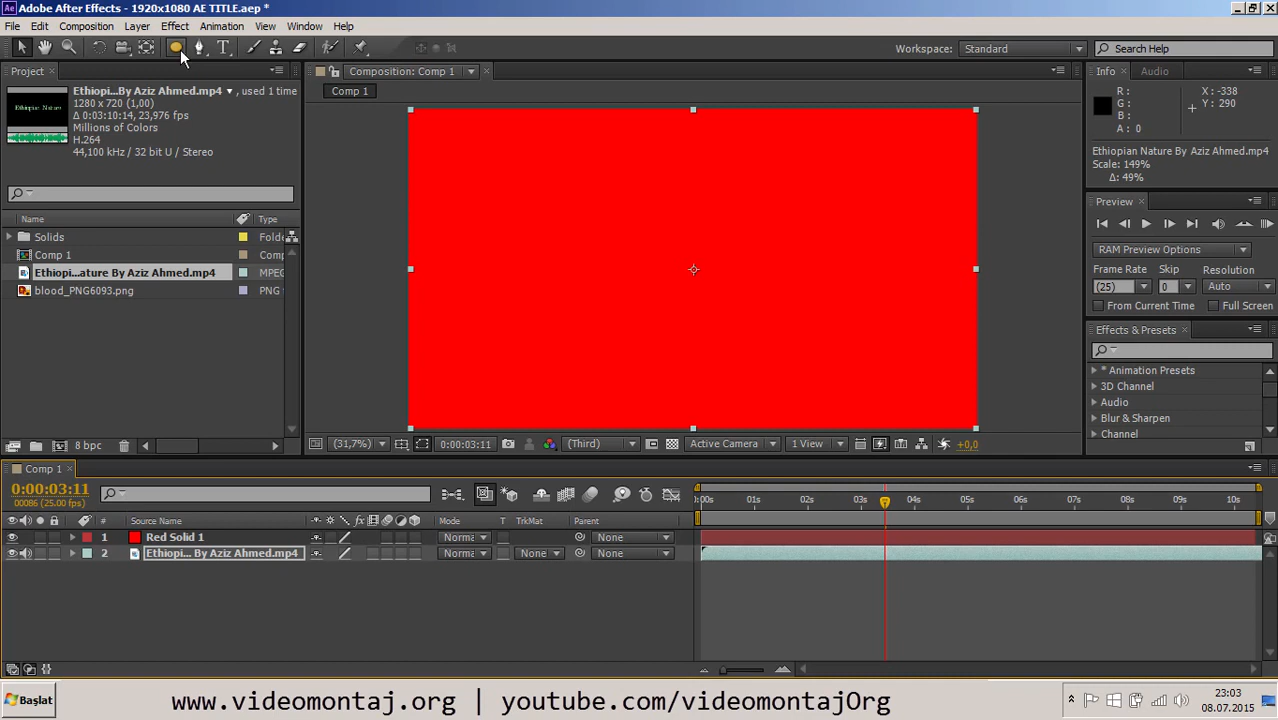 Adobe After Effects - 1920x1080 AE TITLE.aep *
File Edit Composition Layer Effect Animation View Window Help
Workspace: Standard Search Help
Project
Ethiopi...By Aziz Ahmed.mp4 , used 1 time
1280 x 720 (1,00)
Δ 0:03:10:14, 23,976 fps
Millions of Colors
H.264
44,100 kHz / 32 bit U / Stereo
Ethiopian Nature
Name Type
Solids Folde
Comp 1 Comp
Ethiopi...ature By Aziz Ahmed.mp4 MPEG
blood_PNG6093.png PNG
8 bpc
Composition: Comp 1
Comp 1
(31,7%) 0:00:03:11 (Third) Active Camera 1 View +0,0
Info Audio
R : X : -338
G : Y : 290
B :
A : 0
Ethiopian Nature By Aziz Ahmed.mp4
Scale: 149%
Δ: 49%
Preview
RAM Preview Options
Frame Rate Skip Resolution
(25) 0 Auto
From Current Time Full Screen
Effects & Presets
* Animation Presets
3D Channel
Audio
Blur & Sharpen
Channel
Comp 1
0:00:03:11
00086 (25.00 fps)
:00s 01s 02s 03s 04s 05s 06s 07s 08s 09s 10s
# Source Name Mode T TrkMat Parent
1 Red Solid 1 Norma None
2 Ethiopi... By Aziz Ahmed.mp4 Norma None None
Başlat
www.videomontaj.org | youtube.com/videomontajOrg
23:03
08.07.2015